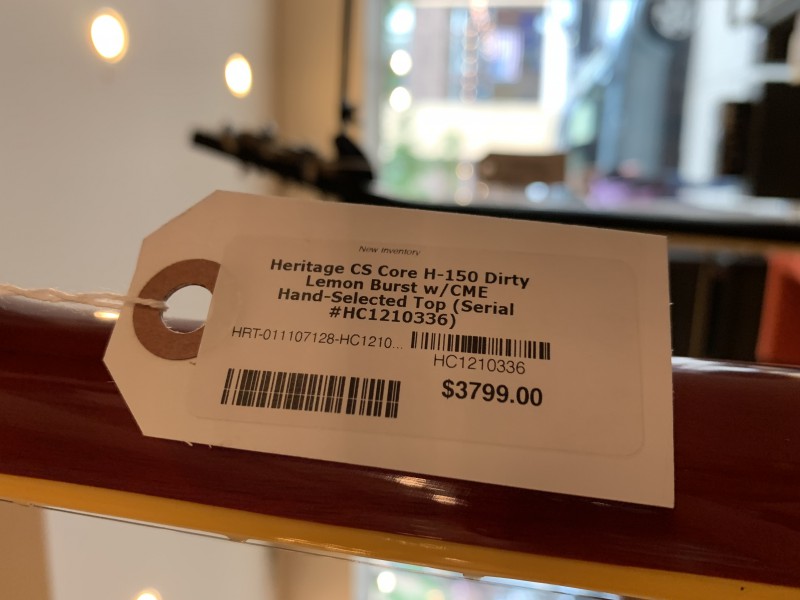 New Inventory
Heritage CS Core H-150 Dirty
Lemon Burst w/CME
Hand-Selected Top (Serial
#HC1210336)
HRT-011107128-HC1210...
HC1210336
$3799.00